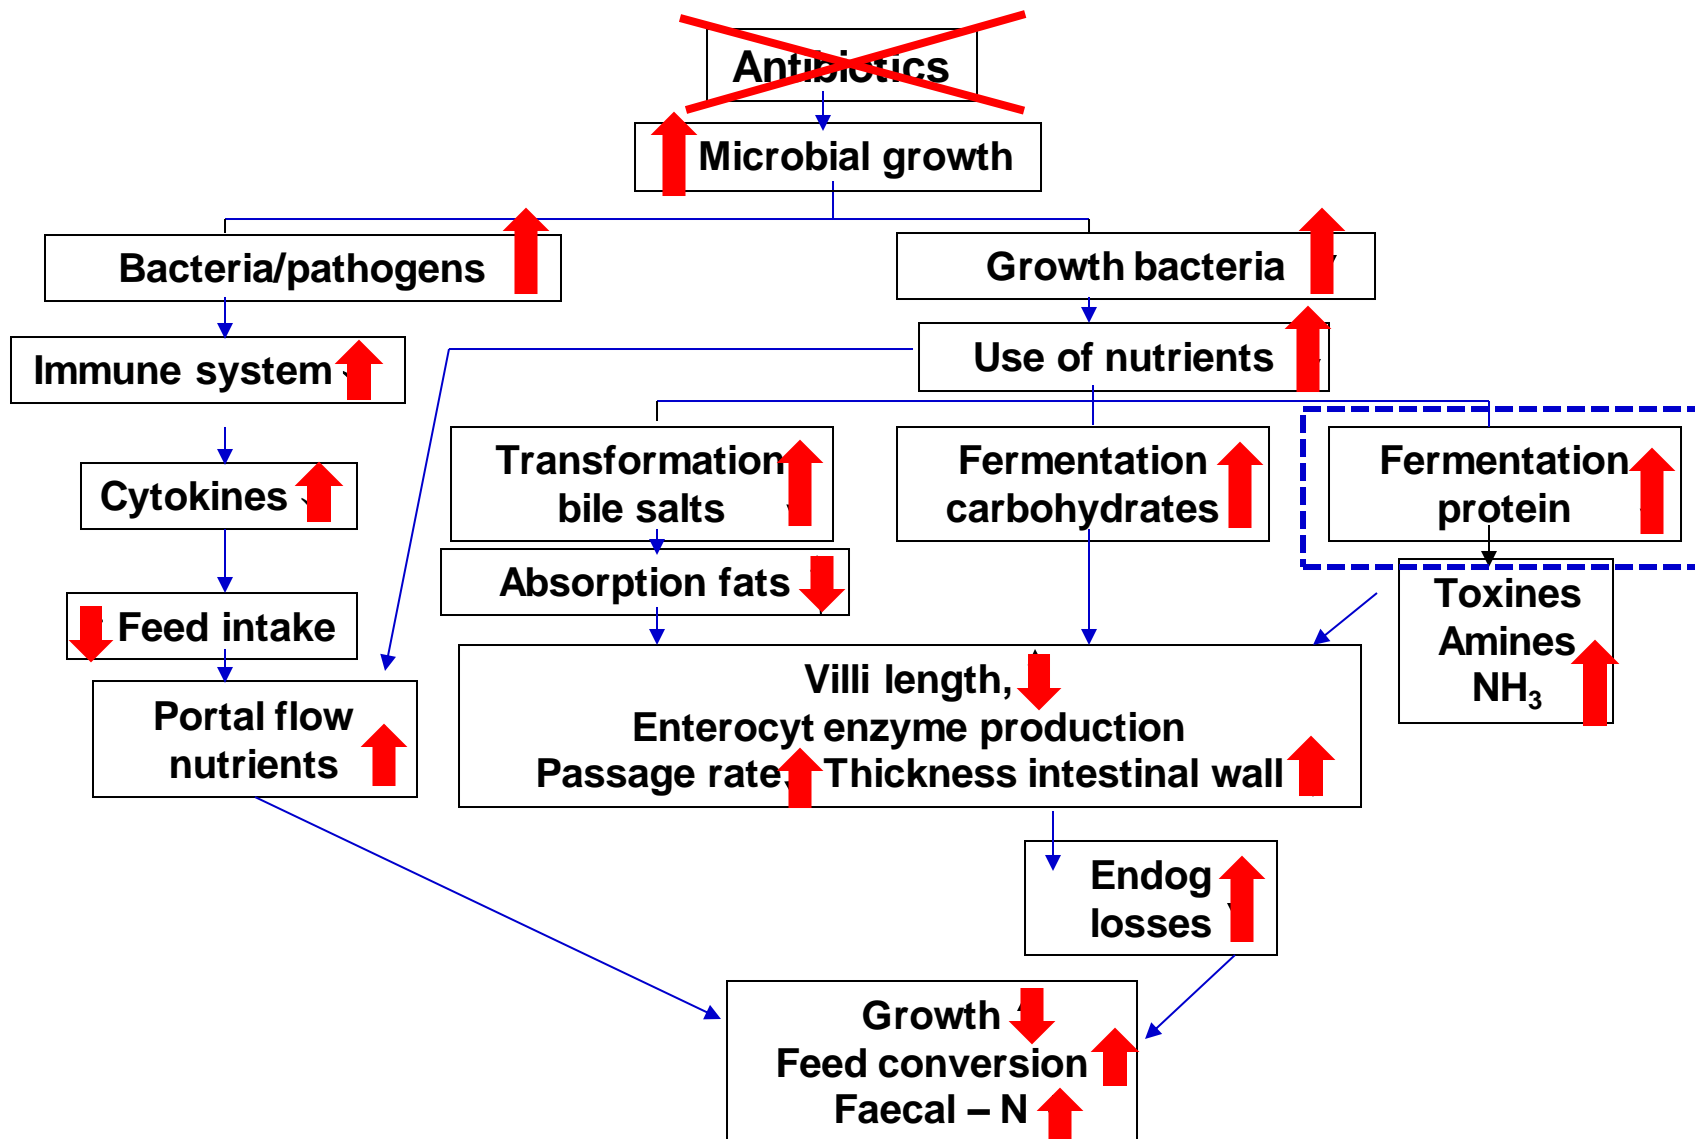 Antibiotics
Microbial growth
Bacteria/pathogens
Growth bacteria
Immune system
Use of nutrients
Cytokines
Transformation
bile salts
Fermentation
carbohydrates
Fermentation
protein
Absorption fats
Toxines
Amines
NH₃
Feed intake
Portal flow
nutrients
Villi length,
Enterocyt enzyme production
Passage rate, Thickness intestinal wall
Endog
losses
Growth
Feed conversion
Faecal – N